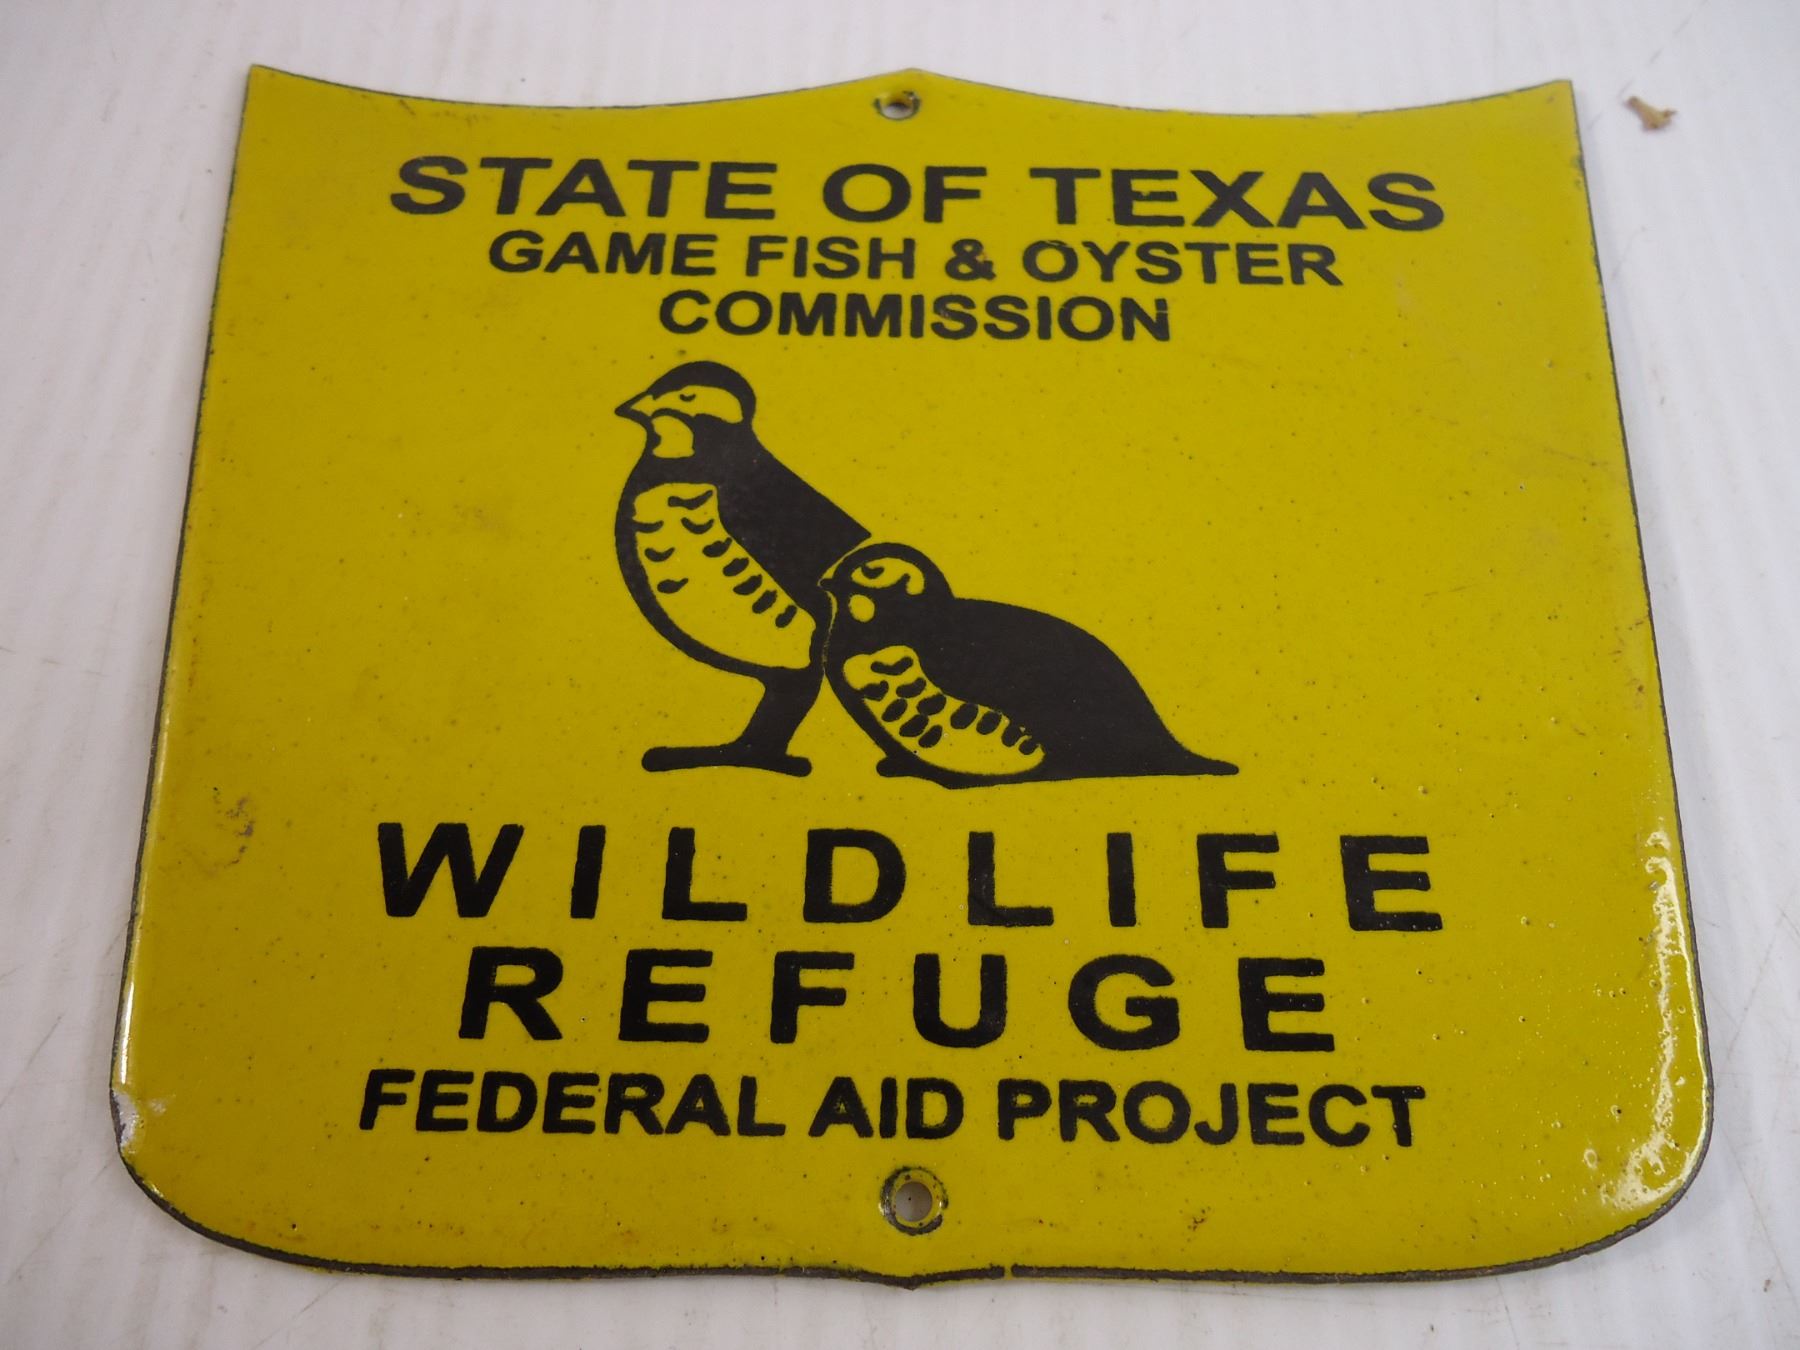 STATE OF TEXAS
GAME FISH & OYSTER
COMMISSION
WILDLIFE
REFUGE
FEDERAL AID PROJECT